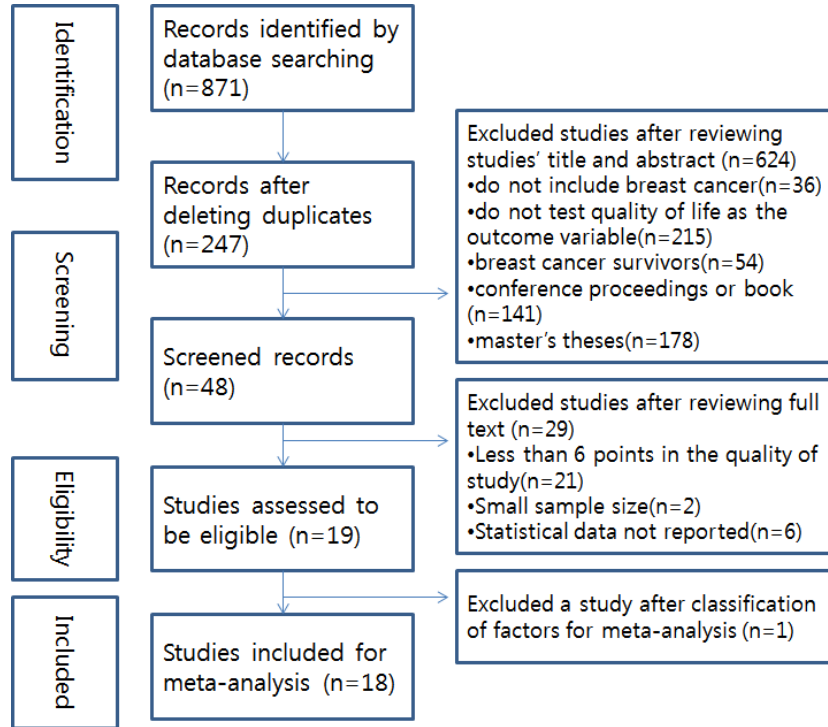 Identification
Records identified by
database searching
(n=871)
Records after
deleting duplicates
(n=247)
Excluded studies after reviewing
studies' title and abstract (n=624)
•do not include breast cancer(n=36)
•do not test quality of life as the
outcome variable(n=215)
•breast cancer survivors(n=54)
•conference proceedings or book
(n=141)
•master's theses(n=178)
Screening
Screened records
(n=48)
Excluded studies after reviewing full
text (n=29)
•Less than 6 points in the quality of
study(n=21)
•Small sample size(n=2)
•Statistical data not reported(n=6)
Eligibility
Studies assessed to
be eligible (n=19)
Excluded a study after classification
of factors for meta-analysis (n=1)
Included
Studies included for
meta-analysis (n=18)